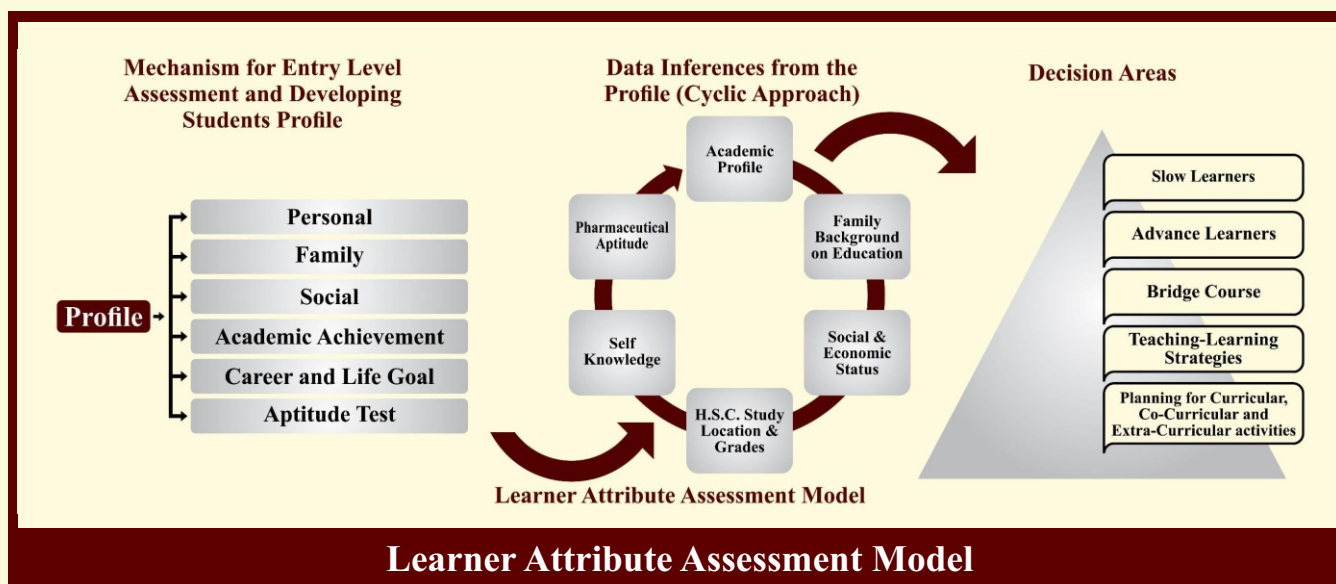 Mechanism for Entry Level
Assessment and Developing
Students Profile
Profile
Personal
Family
Social
Academic Achievement
Career and Life Goal
Aptitude Test
Data Inferences from the
Profile (Cyclic Approach)
Academic
Profile
Family
Background
on Education
Social &
Economic
Status
H.S.C. Study
Location &
Grades
Self
Knowledge
Pharmaceutical
Aptitude
Learner Attribute Assessment Model
Decision Areas
Slow Learners
Advance Learners
Bridge Course
Teaching-Learning
Strategies
Planning for Curricular,
Co-Curricular and
Extra-Curricular activities
Learner Attribute Assessment Model